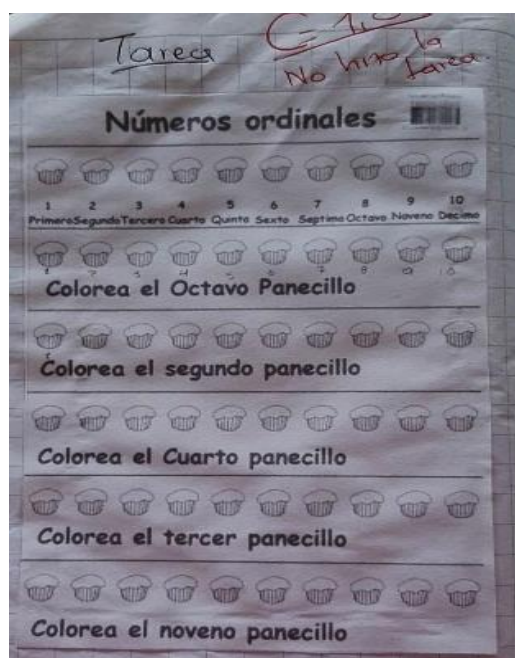 Tarea
C= 1,0
No hizo la
tarea.
Números ordinales
1 2 3 4 5 6 7 8 9 10
Primero Segundo Tercero Cuarto Quinto Sexto Septimo Octavo Noveno Decimo
1 2 3 4 5 6 7 8 9 10
Colorea el Octavo Panecillo
Colorea el segundo panecillo
Colorea el Cuarto panecillo
Colorea el tercer panecillo
Colorea el noveno panecillo